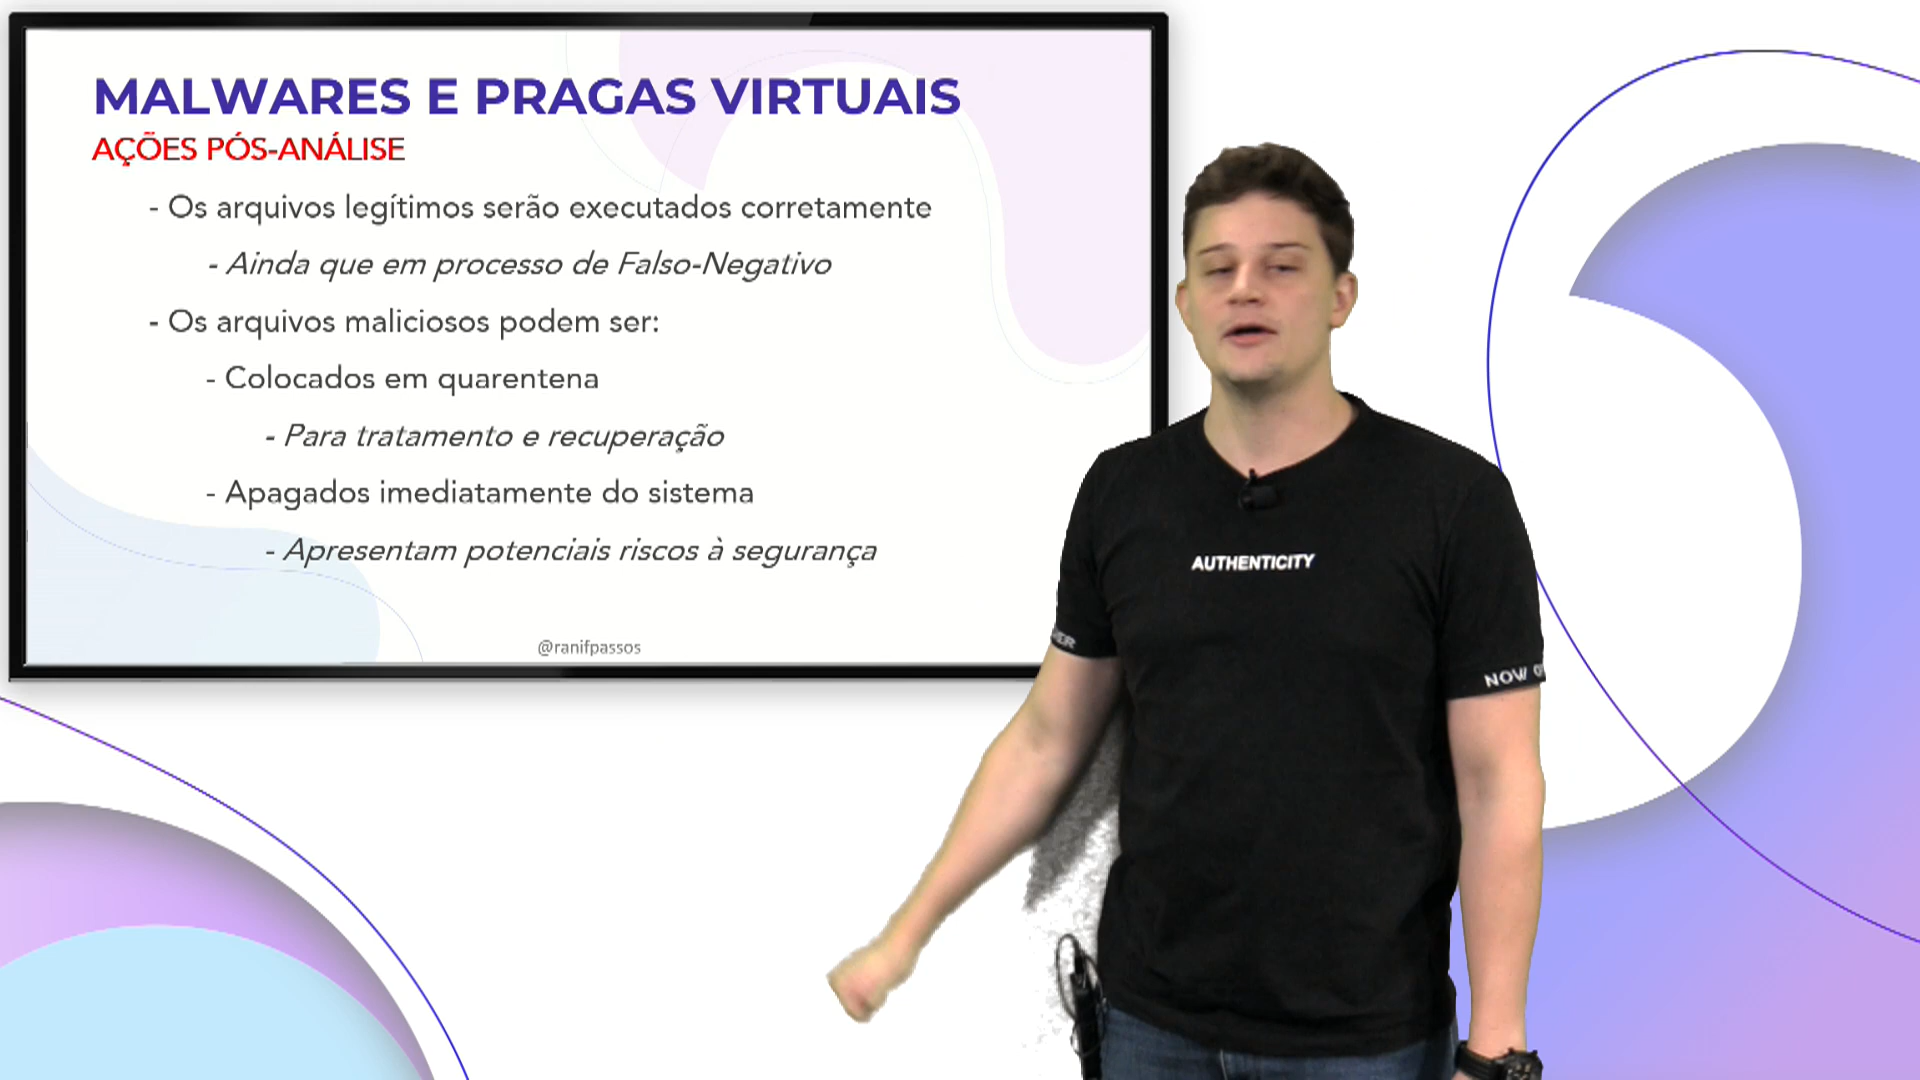 MALWARES E PRAGAS VIRTUAIS
AÇÕES PÓS-ANÁLISE
- Os arquivos legítimos serão executados corretamente
- Ainda que em processo de Falso-Negativo
- Os arquivos maliciosos podem ser:
- Colocados em quarentena
- Para tratamento e recuperação
- Apagados imediatamente do sistema
- Apresentam potenciais riscos à segurança
@ranifpassos
AUTHENTICITY
NOW